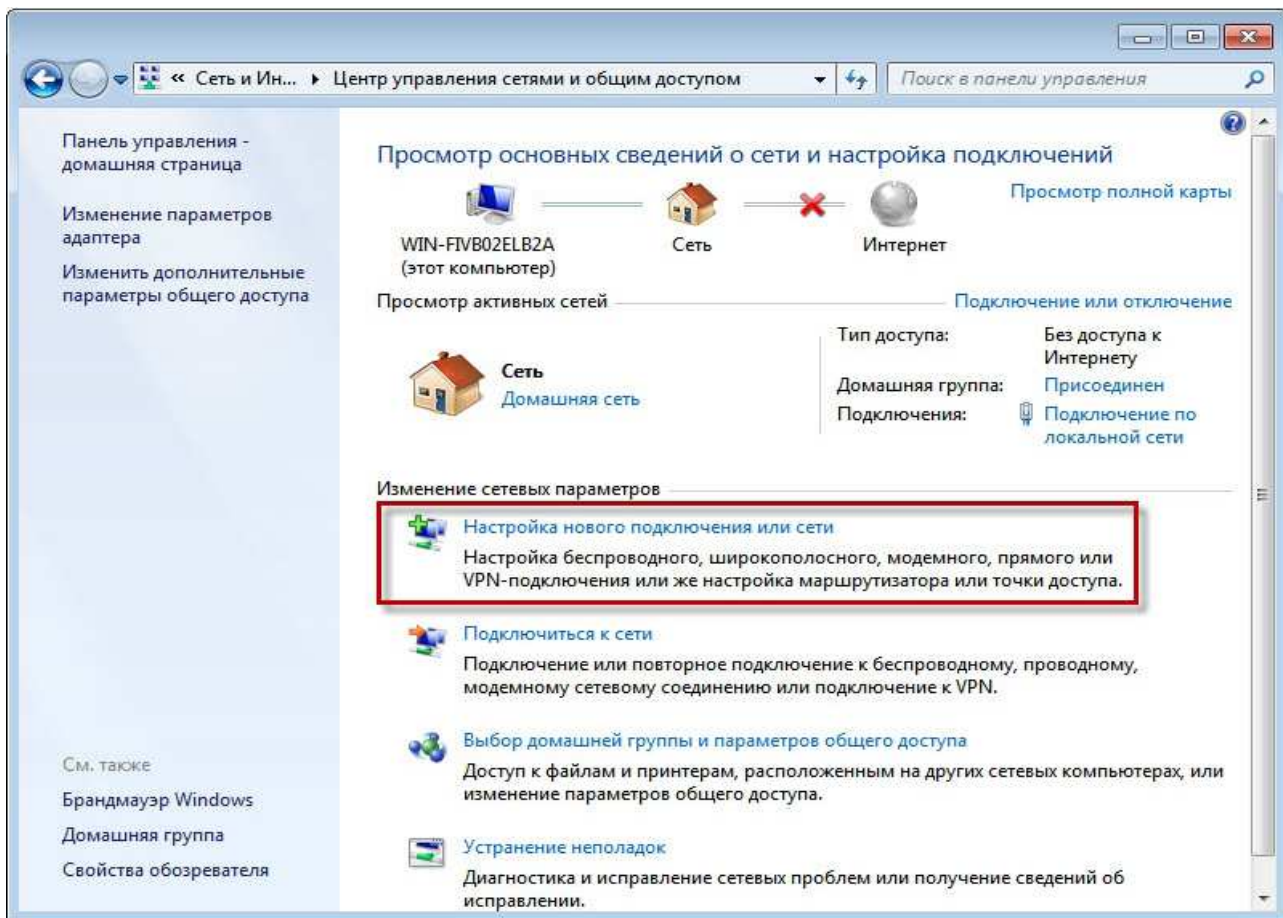 « Сеть и Ин... ▸ Центр управления сетями и общим доступом
Поиск в панели управления
Панель управления -
домашняя страница
Изменение параметров
адаптера
Изменить дополнительные
параметры общего доступа
См. также
Брандмауэр Windows
Домашняя группа
Свойства обозревателя
Просмотр основных сведений о сети и настройка подключений
Просмотр полной карты
WIN-FIVB02ELB2A
(этот компьютер)
Сеть
Интернет
Просмотр активных сетей
Подключение или отключение
Сеть
Домашняя сеть
Тип доступа: Без доступа к
Интернету
Домашняя группа: Присоединен
Подключения: Подключение по
локальной сети
Изменение сетевых параметров
Настройка нового подключения или сети
Настройка беспроводного, широкополосного, модемного, прямого или
VPN-подключения или же настройка маршрутизатора или точки доступа.
Подключиться к сети
Подключение или повторное подключение к беспроводному, проводному,
модемному сетевому соединению или подключение к VPN.
Выбор домашней группы и параметров общего доступа
Доступ к файлам и принтерам, расположенным на других сетевых компьютерах, или
изменение параметров общего доступа.
Устранение неполадок
Диагностика и исправление сетевых проблем или получение сведений об
исправлении.